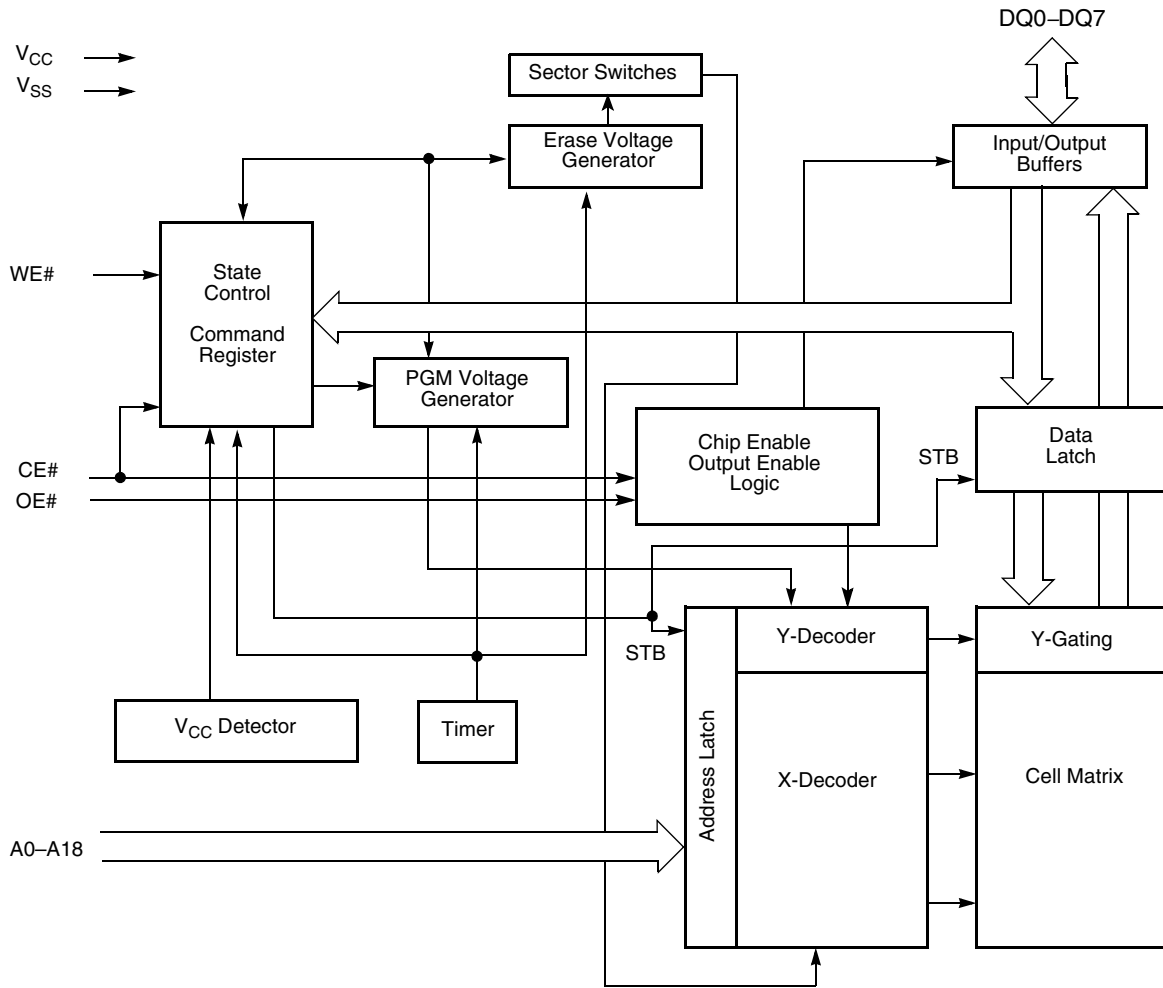 DQ0–DQ7
VCC
VSS
Sector Switches
Erase Voltage
Generator
Input/Output
Buffers
WE#
State
Control
Command
Register
PGM Voltage
Generator
Chip Enable
Output Enable
Logic
Data
Latch
STB
CE#
OE#
STB
Y-Decoder
Y-Gating
VCC Detector
Timer
Address Latch
X-Decoder
Cell Matrix
A0–A18